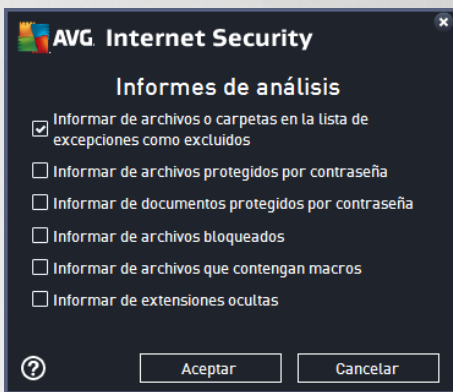 AVG Internet Security
Informes de análisis
Informar de archivos o carpetas en la lista de
excepciones como excluidos
Informar de archivos protegidos por contraseña
Informar de documentos protegidos por contraseña
Informar de archivos bloqueados
Informar de archivos que contengan macros
Informar de extensiones ocultas
? Aceptar Cancelar